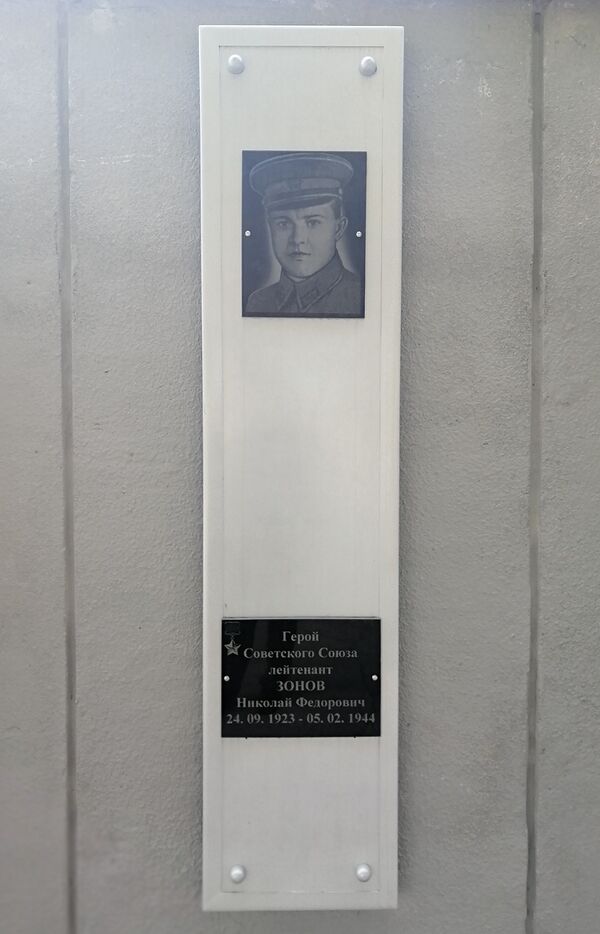 Герой
Советского Союза
лейтенант
ЗОНОВ
Николай Федорович
24. 09. 1923 - 05. 02. 1944